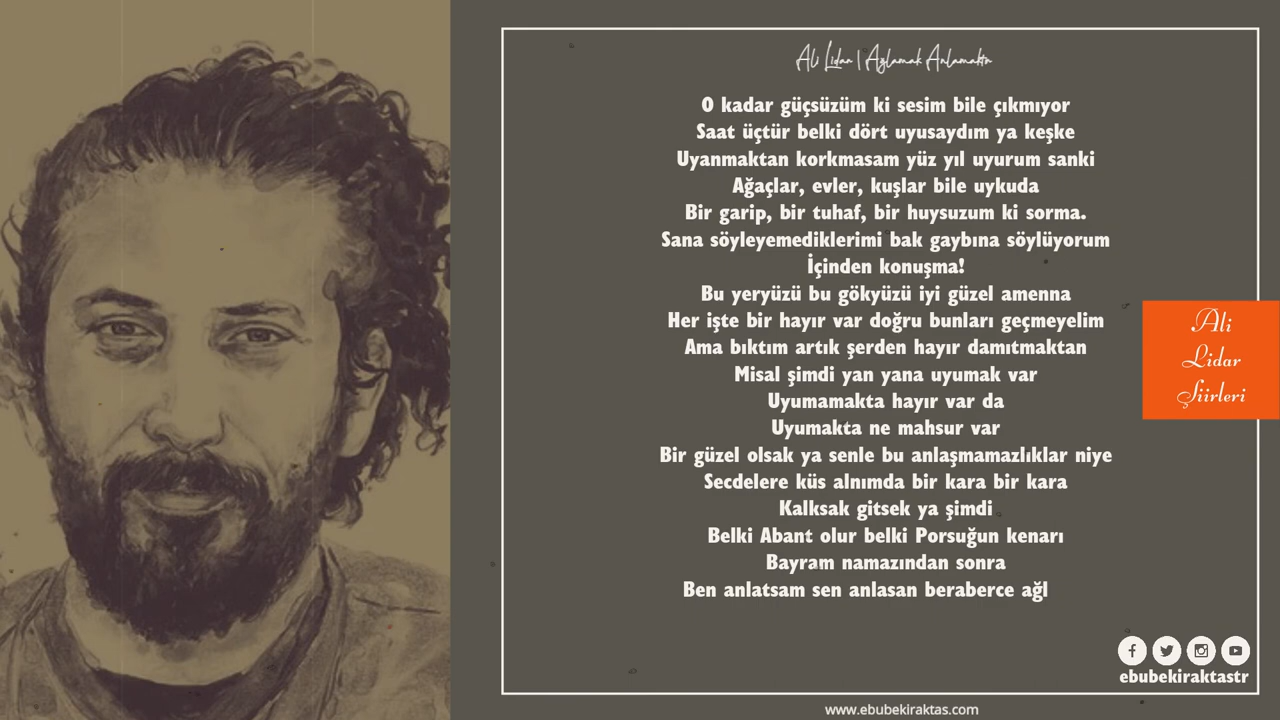 Ali Lidar | Ağlamak Anlamaktır
O kadar güçsüzüm ki sesim bile çıkmıyor
Saat üçtür belki dört uyusaydım ya keşke
Uyanmaktan korkmasam yüz yıl uyurum sanki
Ağaçlar, evler, kuşlar bile uykuda
Bir garip, bir tuhaf, bir huysuzum ki sorma.
Sana söyleyemediklerimi bak gaybına söylüyorum
İçinden konuşma!
Bu yeryüzü bu gökyüzü iyi güzel amenna
Her işte bir hayır var doğru bunları geçmeyelim
Ama bıktım artık şerden hayır damıtmaktan
Misal şimdi yan yana uyumak var
Uyumamakta hayır var da
Uyumakta ne mahsur var
Bir güzel olsak ya senle bu anlaşmamazlıklar niye
Secdelere küs alnımda bir kara bir kara
Kalksak gitsek ya şimdi
Belki Abant olur belki Porsuğun kenarı
Bayram namazından sonra
Ben anlatsam sen anlasan beraberce ağl
Ali
Lidar
Şiirleri
ebubekiraktastr
www.ebubekiraktas.com